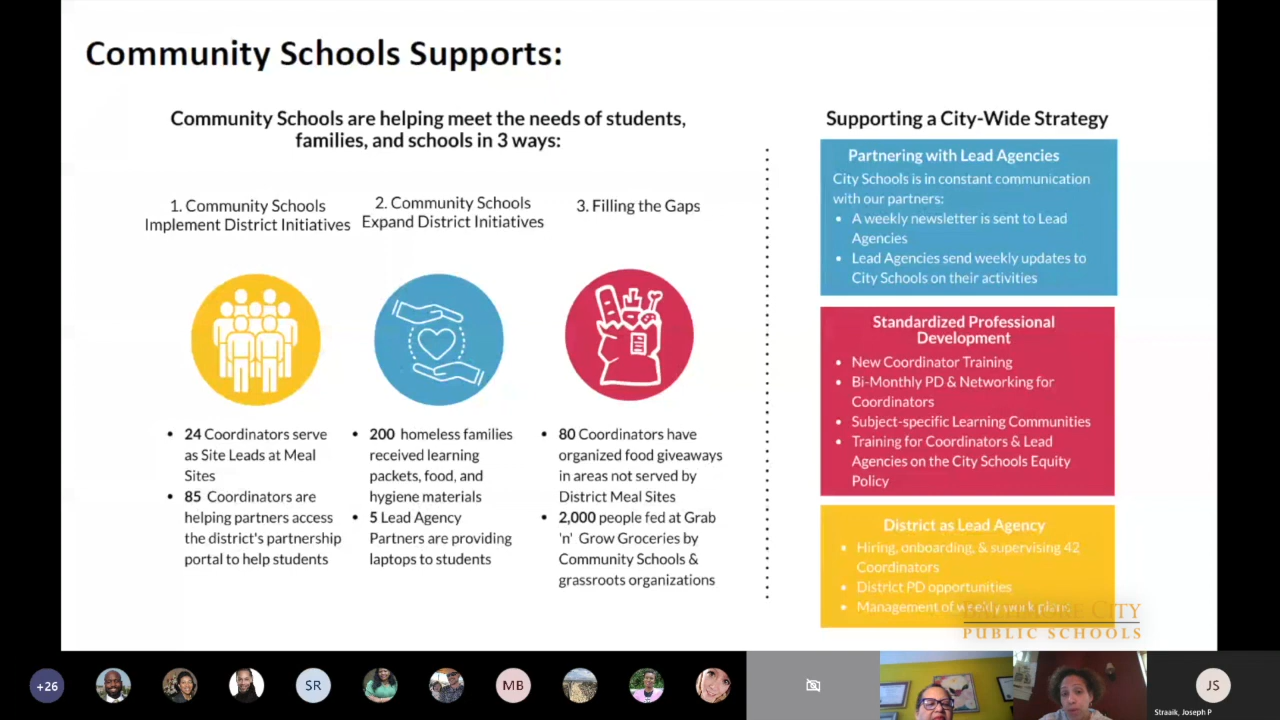 Community Schools Supports:
Community Schools are helping meet the needs of students,
families, and schools in 3 ways:
1. Community Schools
Implement District Initiatives
2. Community Schools
Expand District Initiatives
3. Filling the Gaps
• 24 Coordinators serve
as Site Leads at Meal
Sites
• 85 Coordinators are
helping partners access
the district's partnership
portal to help students
• 200 homeless families
received learning
packets, food, and
hygiene materials
• 5 Lead Agency
Partners are providing
laptops to students
• 80 Coordinators have
organized food giveaways
in areas not served by
District Meal Sites
• 2,000 people fed at Grab
'n' Grow Groceries by
Community Schools &
grassroots organizations
Supporting a City-Wide Strategy
Partnering with Lead Agencies
City Schools is in constant communication
with our partners:
• A weekly newsletter is sent to Lead
Agencies
• Lead Agencies send weekly updates to
City Schools on their activities
Standardized Professional
Development
• New Coordinator Training
• Bi-Monthly PD & Networking for
Coordinators
• Subject-specific Learning Communities
• Training for Coordinators & Lead
Agencies on the City Schools Equity
Policy
District as Lead Agency
• Hiring, onboarding, & supervising 42
Coordinators
• District PD opportunities
• Management of weekly work plans
BALTIMORE CITY
PUBLIC SCHOOLS
+26
SR
MB
JS
Straaik, Joseph P